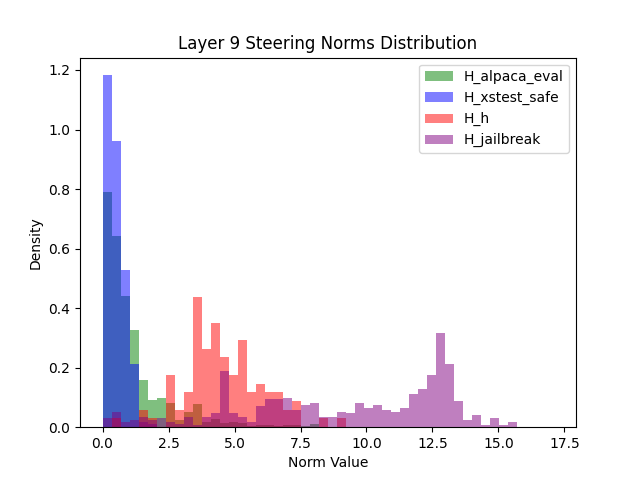 Layer 9 Steering Norms Distribution
H_alpaca_eval
H_xstest_safe
H_h
H_jailbreak
1.2
1.0
0.8
0.6
0.4
0.2
0.0
Density
0.0 2.5 5.0 7.5 10.0 12.5 15.0 17.5
Norm Value